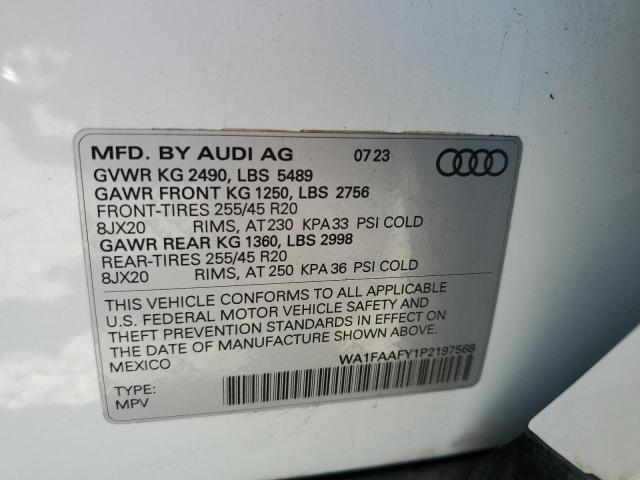 MFD. BY AUDI AG 07 23
GVWR KG 2490, LBS 5489
GAWR FRONT KG 1250, LBS 2756
FRONT-TIRES 255/45 R20
8JX20 RIMS, AT 230 KPA 33 PSI COLD
GAWR REAR KG 1360, LBS 2998
REAR-TIRES 255/45 R20
8JX20 RIMS, AT 250 KPA 36 PSI COLD
THIS VEHICLE CONFORMS TO ALL APPLICABLE
U.S. FEDERAL MOTOR VEHICLE SAFETY AND
THEFT PREVENTION STANDARDS IN EFFECT ON
THE DATE OF MANUFACTURE SHOWN ABOVE
MEXICO WA1FAAFY1P2197568
TYPE:
MPV